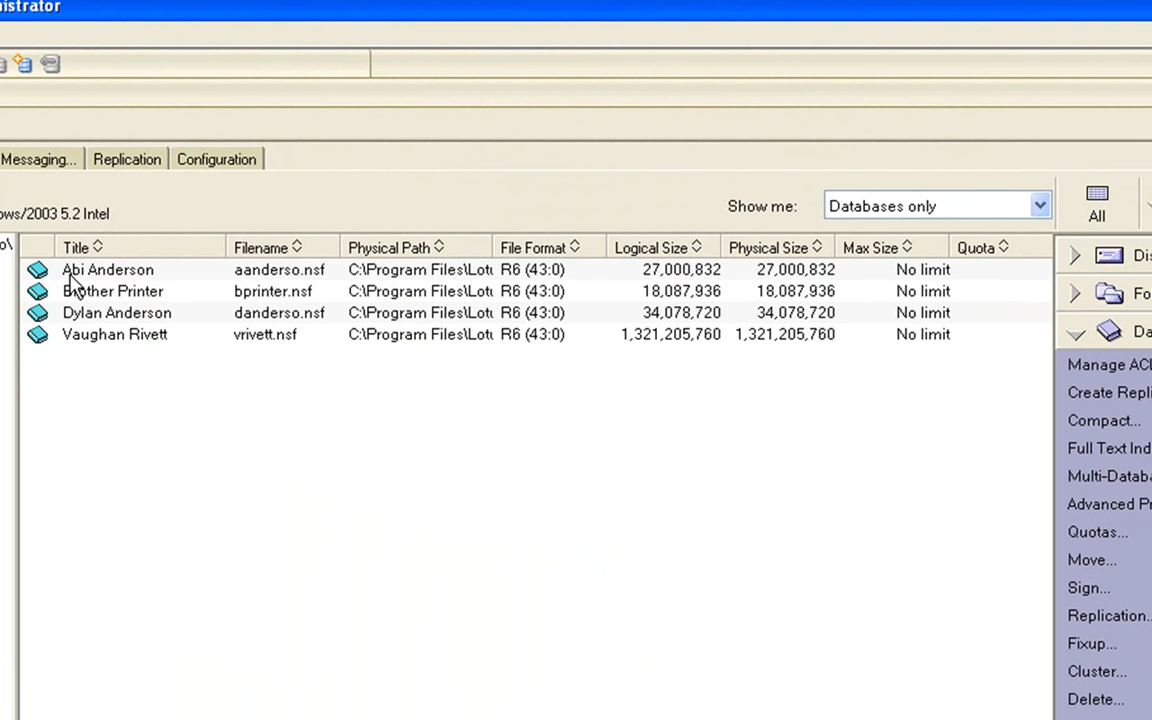 nistrator
Messaging... Replication Configuration
ows/2003 5.2 Intel
Show me: Databases only
All
o\
Title Filename Physical Path File Format Logical Size Physical Size Max Size Quota
Abi Anderson aanderso.nsf C:\Program Files\Lotu R6 (43:0) 27,000,832 27,000,832 No limit
Brother Printer bprinter.nsf C:\Program Files\Lotu R6 (43:0) 18,087,936 18,087,936 No limit
Dylan Anderson danderso.nsf C:\Program Files\Lotu R6 (43:0) 34,078,720 34,078,720 No limit
Vaughan Rivett vrivett.nsf C:\Program Files\Lotu R6 (43:0) 1,321,205,760 1,321,205,760 No limit
Dis
Fo
Da
Manage ACL
Create Repli
Compact...
Full Text Ind
Multi-Databa
Advanced Pr
Quotas...
Move...
Sign...
Replication..
Fixup...
Cluster...
Delete...